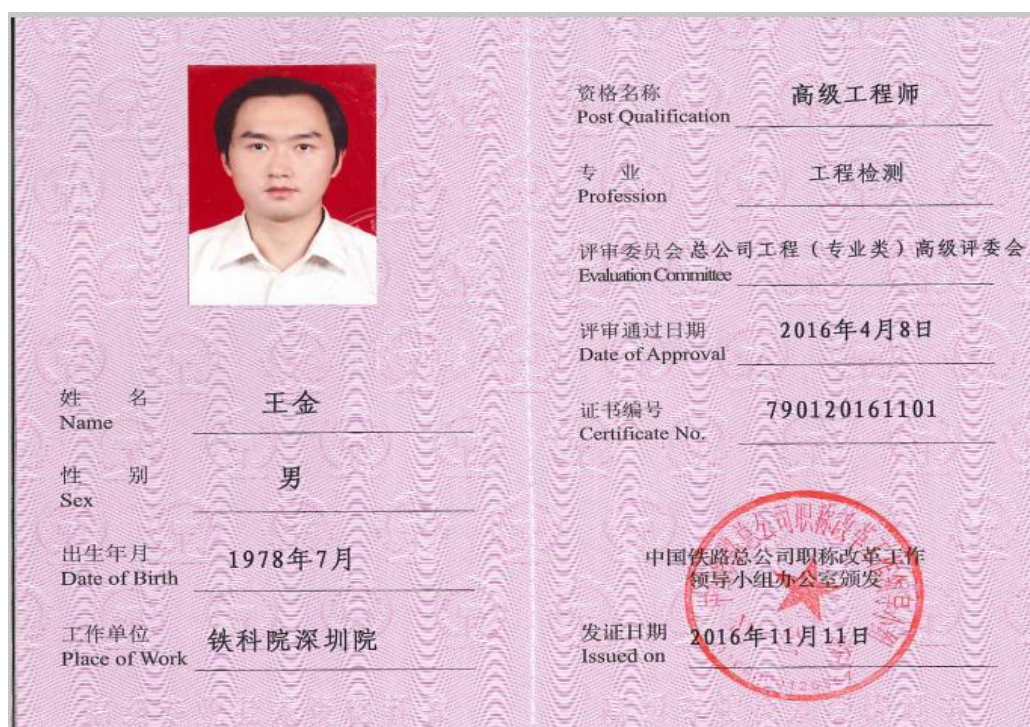 姓 名 王金
Name
性 别 男
Sex
出生年月 1978年7月
Date of Birth
工作单位 铁科院深圳院
Place of Work
资格名称 高级工程师
Post Qualification
专 业 工程检测
Profession
评审委员会 总公司工程（专业类）高级评委会
Evaluation Committee
评审通过日期 2016年4月8日
Date of Approval
证书编号 790120161101
Certificate No.
中国铁路总公司职称改革工作
领导小组办公室颁发
发证日期 2016年11月11日
Issued on